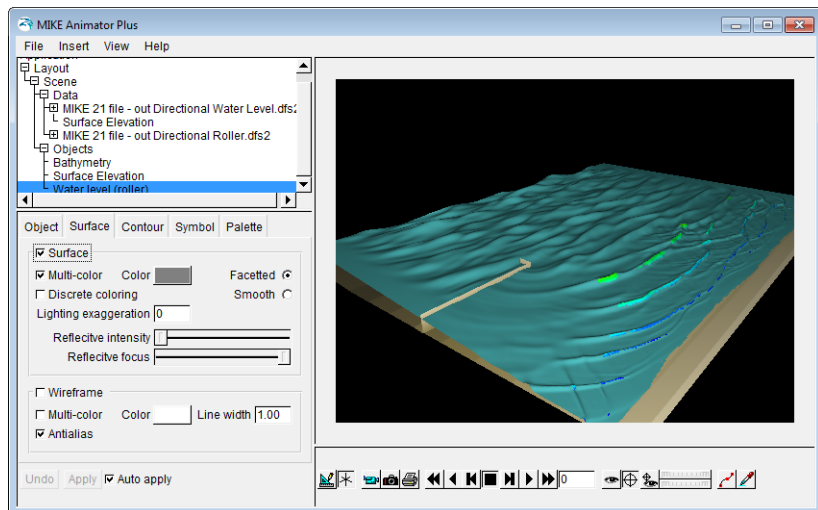 MIKE Animator Plus
File Insert View Help
Layout
Scene
Data
MIKE 21 file - out Directional Water Level.dfs2
Surface Elevation
MIKE 21 file - out Directional Roller.dfs2
Objects
Bathymetry
Surface Elevation
Water level (roller)
Object Surface Contour Symbol Palette
Surface
Multi-color Color Facetted
Discrete coloring Smooth
Lighting exaggeration 0
Reflecitve intensity
Reflecitve focus
Wireframe
Multi-color Color Line width 1.00
Antialias
Undo Apply Auto apply 0